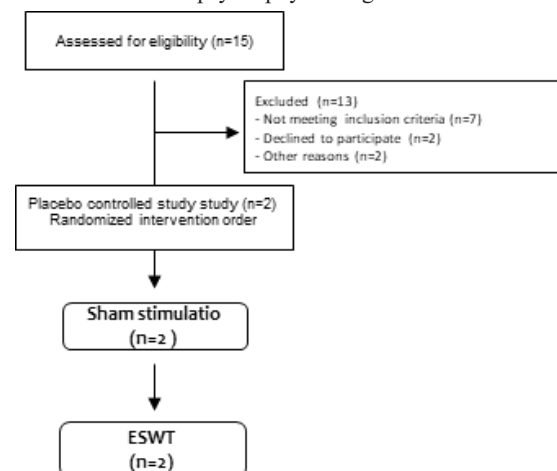 Assessed for eligibility (n=15)
Excluded (n=13)
- Not meeting inclusion criteria (n=7)
- Declined to participate (n=2)
- Other reasons (n=2)
Placebo controlled study study (n=2)
Randomized intervention order
Sham stimulatio
(n=2 )
ESWT
(n=2)